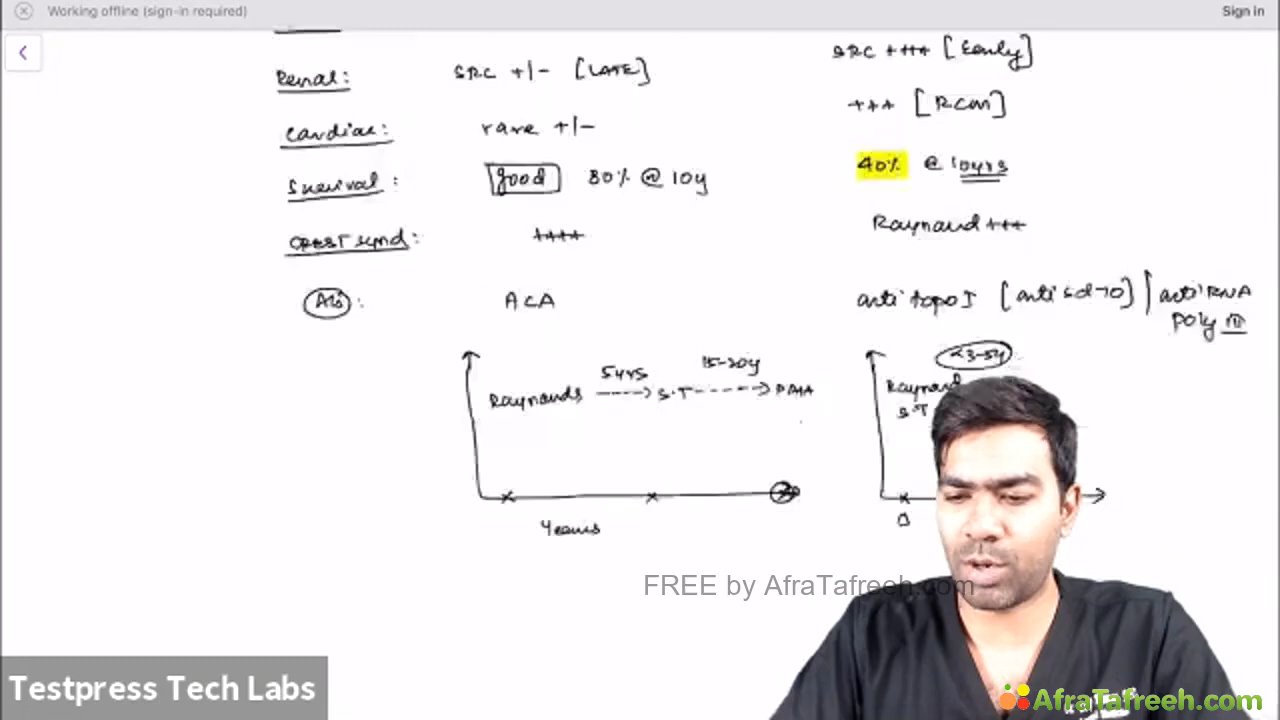 Working offline (sign-in required) Sign in
Renal: SRC +/- [LATE] SRC +++ [Early]
Cardiac: rare +/- +++ [RCM]
Survival: good 80% @ 10y 40% @ 10yrs
CREST synd: ++++ Raynaud +++
Ab: ACA anti topo I [anti scl-70] | anti RNA
Poly III
<3-5y
Raynauds 5yrs S.T 15-20y PAH Raynaud
S.T
0
Years
FREE by AfraTafreeh.com
Testpress Tech Labs
AfraTafreeh.com